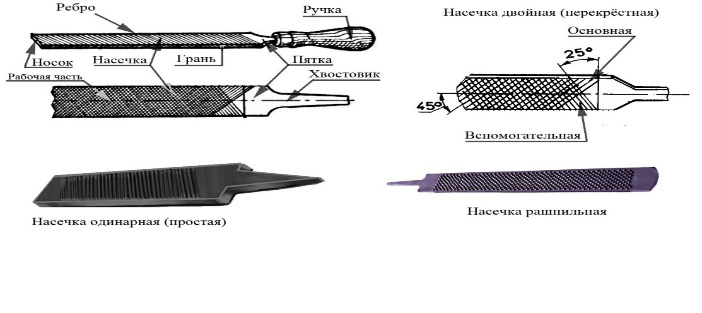 Ребро
Ручка
Носок
Насечка
Грань
Пятка
Рабочая часть
Хвостовик
Насечка двойная (перекрёстная)
Основная
25°
45°
Вспомогательная
Насечка одинарная (простая)
Насечка рашпильная